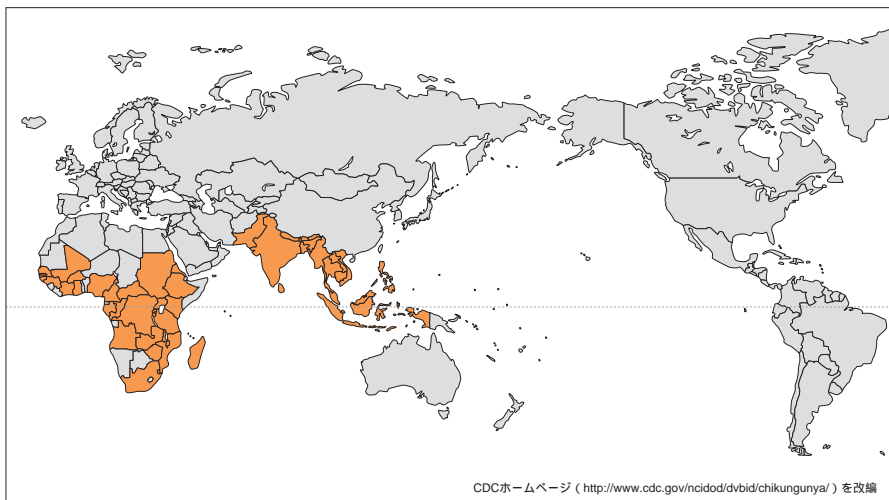 CDCホームページ ( http://www.cdc.gov/ncidod/dvbid/chikungunya/ ) を改編